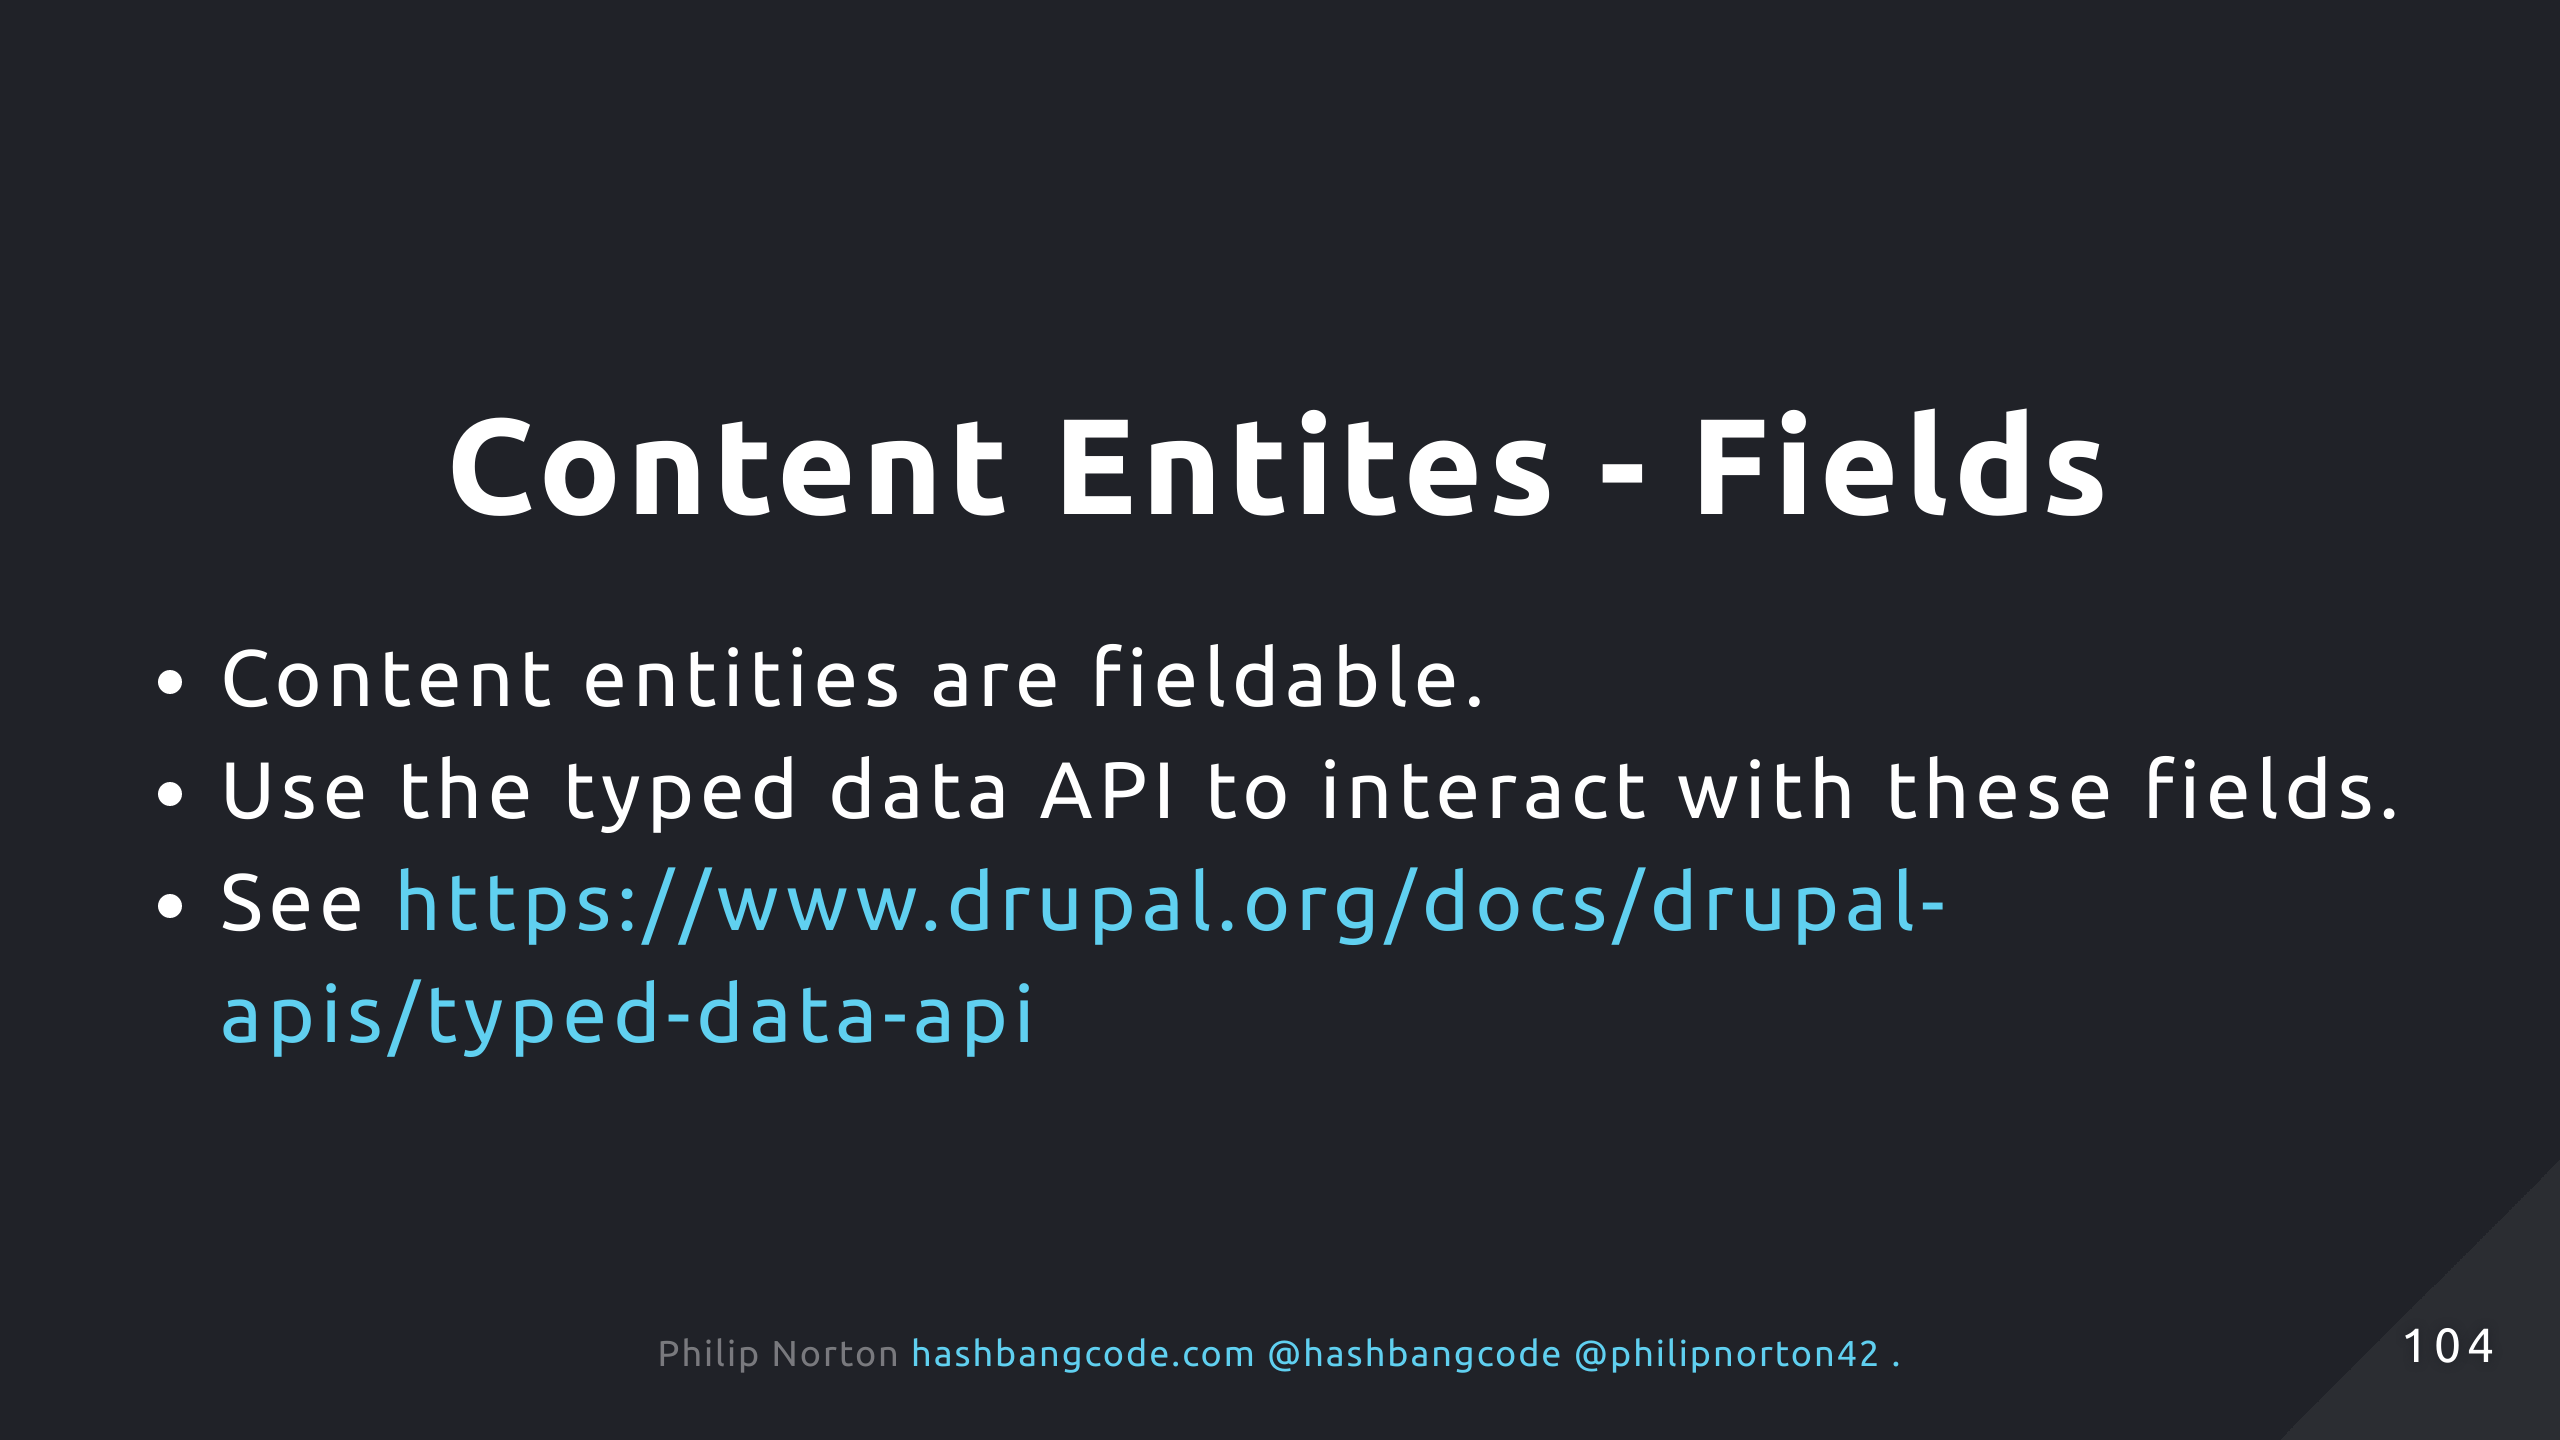 Content Entites - Fields
• Content entities are fieldable.
• Use the typed data API to interact with these fields.
• See https://www.drupal.org/docs/drupal-
apis/typed-data-api
Philip Norton hashbangcode.com @hashbangcode @philipnorton42 .
104